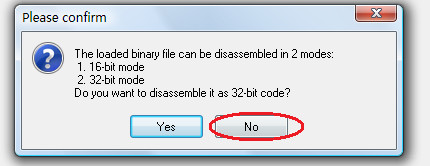 Please confirm
The loaded binary file can be disassembled in 2 modes:
1. 16-bit mode
2. 32-bit mode
Do you want to disassemble it as 32-bit code?
Yes No